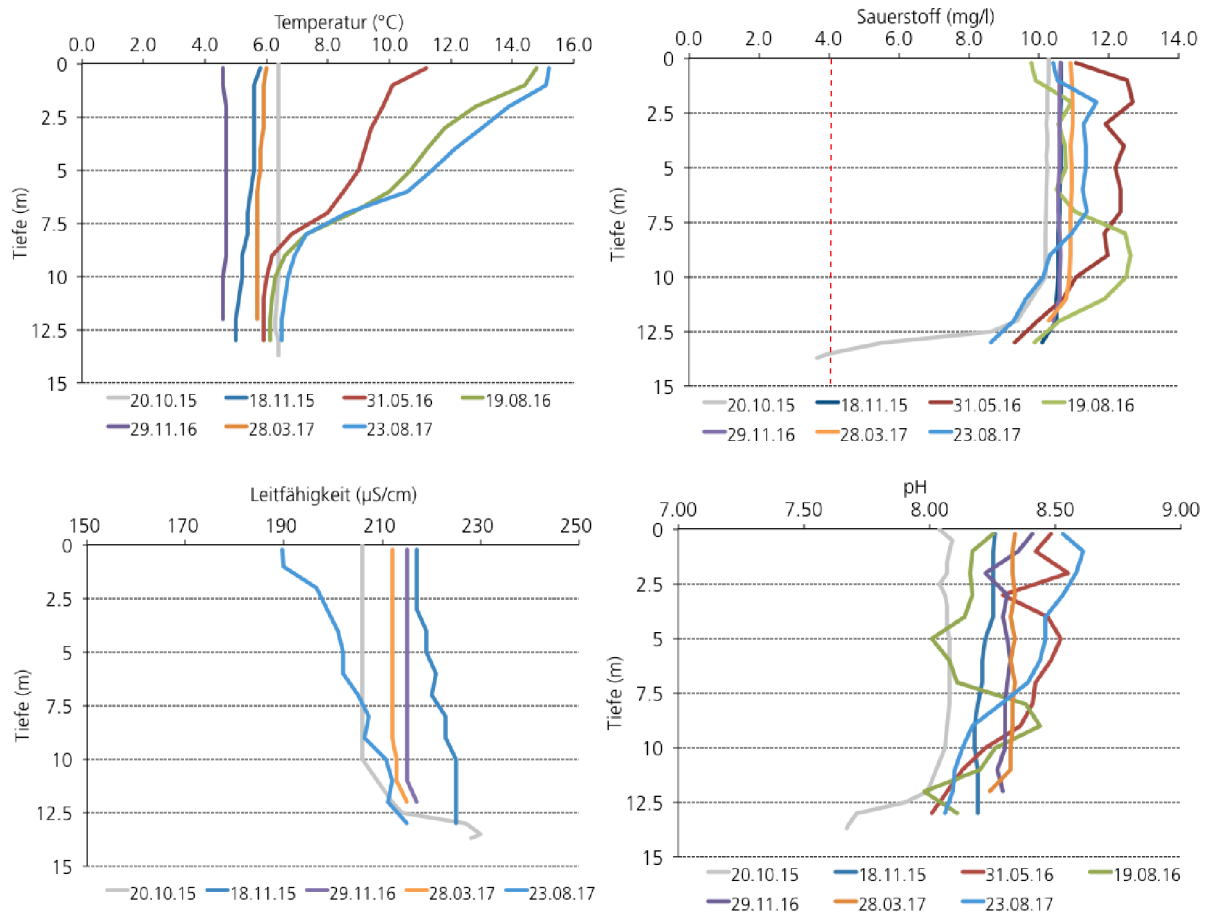 Temperatur (°C)
0.0 2.0 4.0 6.0 8.0 10.0 12.0 14.0 16.0
0
2.5
5
7.5
10
12.5
15
Tiefe (m)
20.10.15 18.11.15 31.05.16 19.08.16
29.11.16 28.03.17 23.08.17
Sauerstoff (mg/l)
0.0 2.0 4.0 6.0 8.0 10.0 12.0 14.0
0
2.5
5
7.5
10
12.5
15
Tiefe (m)
20.10.15 18.11.15 31.05.16 19.08.16
29.11.16 28.03.17 23.08.17
Leitfähigkeit (µS/cm)
150 170 190 210 230 250
0
2.5
5
7.5
10
12.5
15
Tiefe (m)
20.10.15 18.11.15 29.11.16 28.03.17 23.08.17
pH
7.00 7.50 8.00 8.50 9.00
0
2.5
5
7.5
10
12.5
15
Tiefe (m)
20.10.15 18.11.15 31.05.16 19.08.16
29.11.16 28.03.17 23.08.17